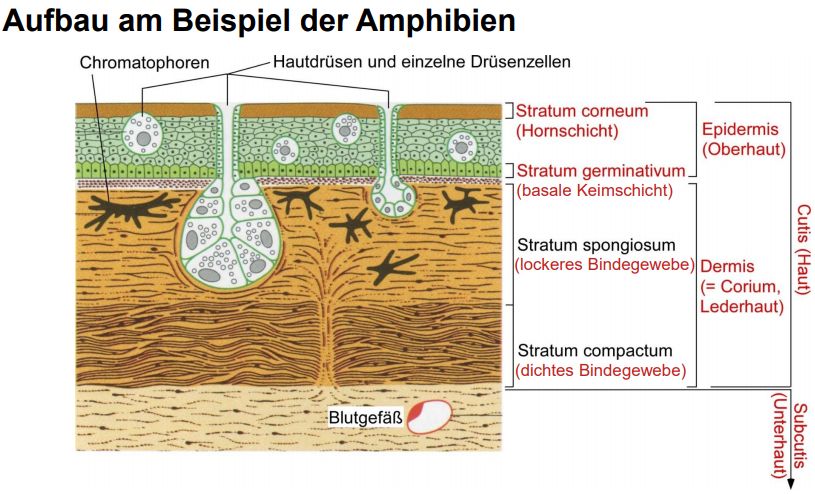 Aufbau am Beispiel der Amphibien
Chromatophoren
Hautdrüsen und einzelne Drüsenzellen
Stratum corneum
(Hornschicht)
Epidermis
(Oberhaut)
Stratum germinativum
(basale Keimschicht)
Stratum spongiosum
(lockeres Bindegewebe)
Dermis
(= Corium,
Lederhaut)
Cutis (Haut)
Stratum compactum
(dichtes Bindegewebe)
Blutgefäß
Subcutis
(Unterhaut)